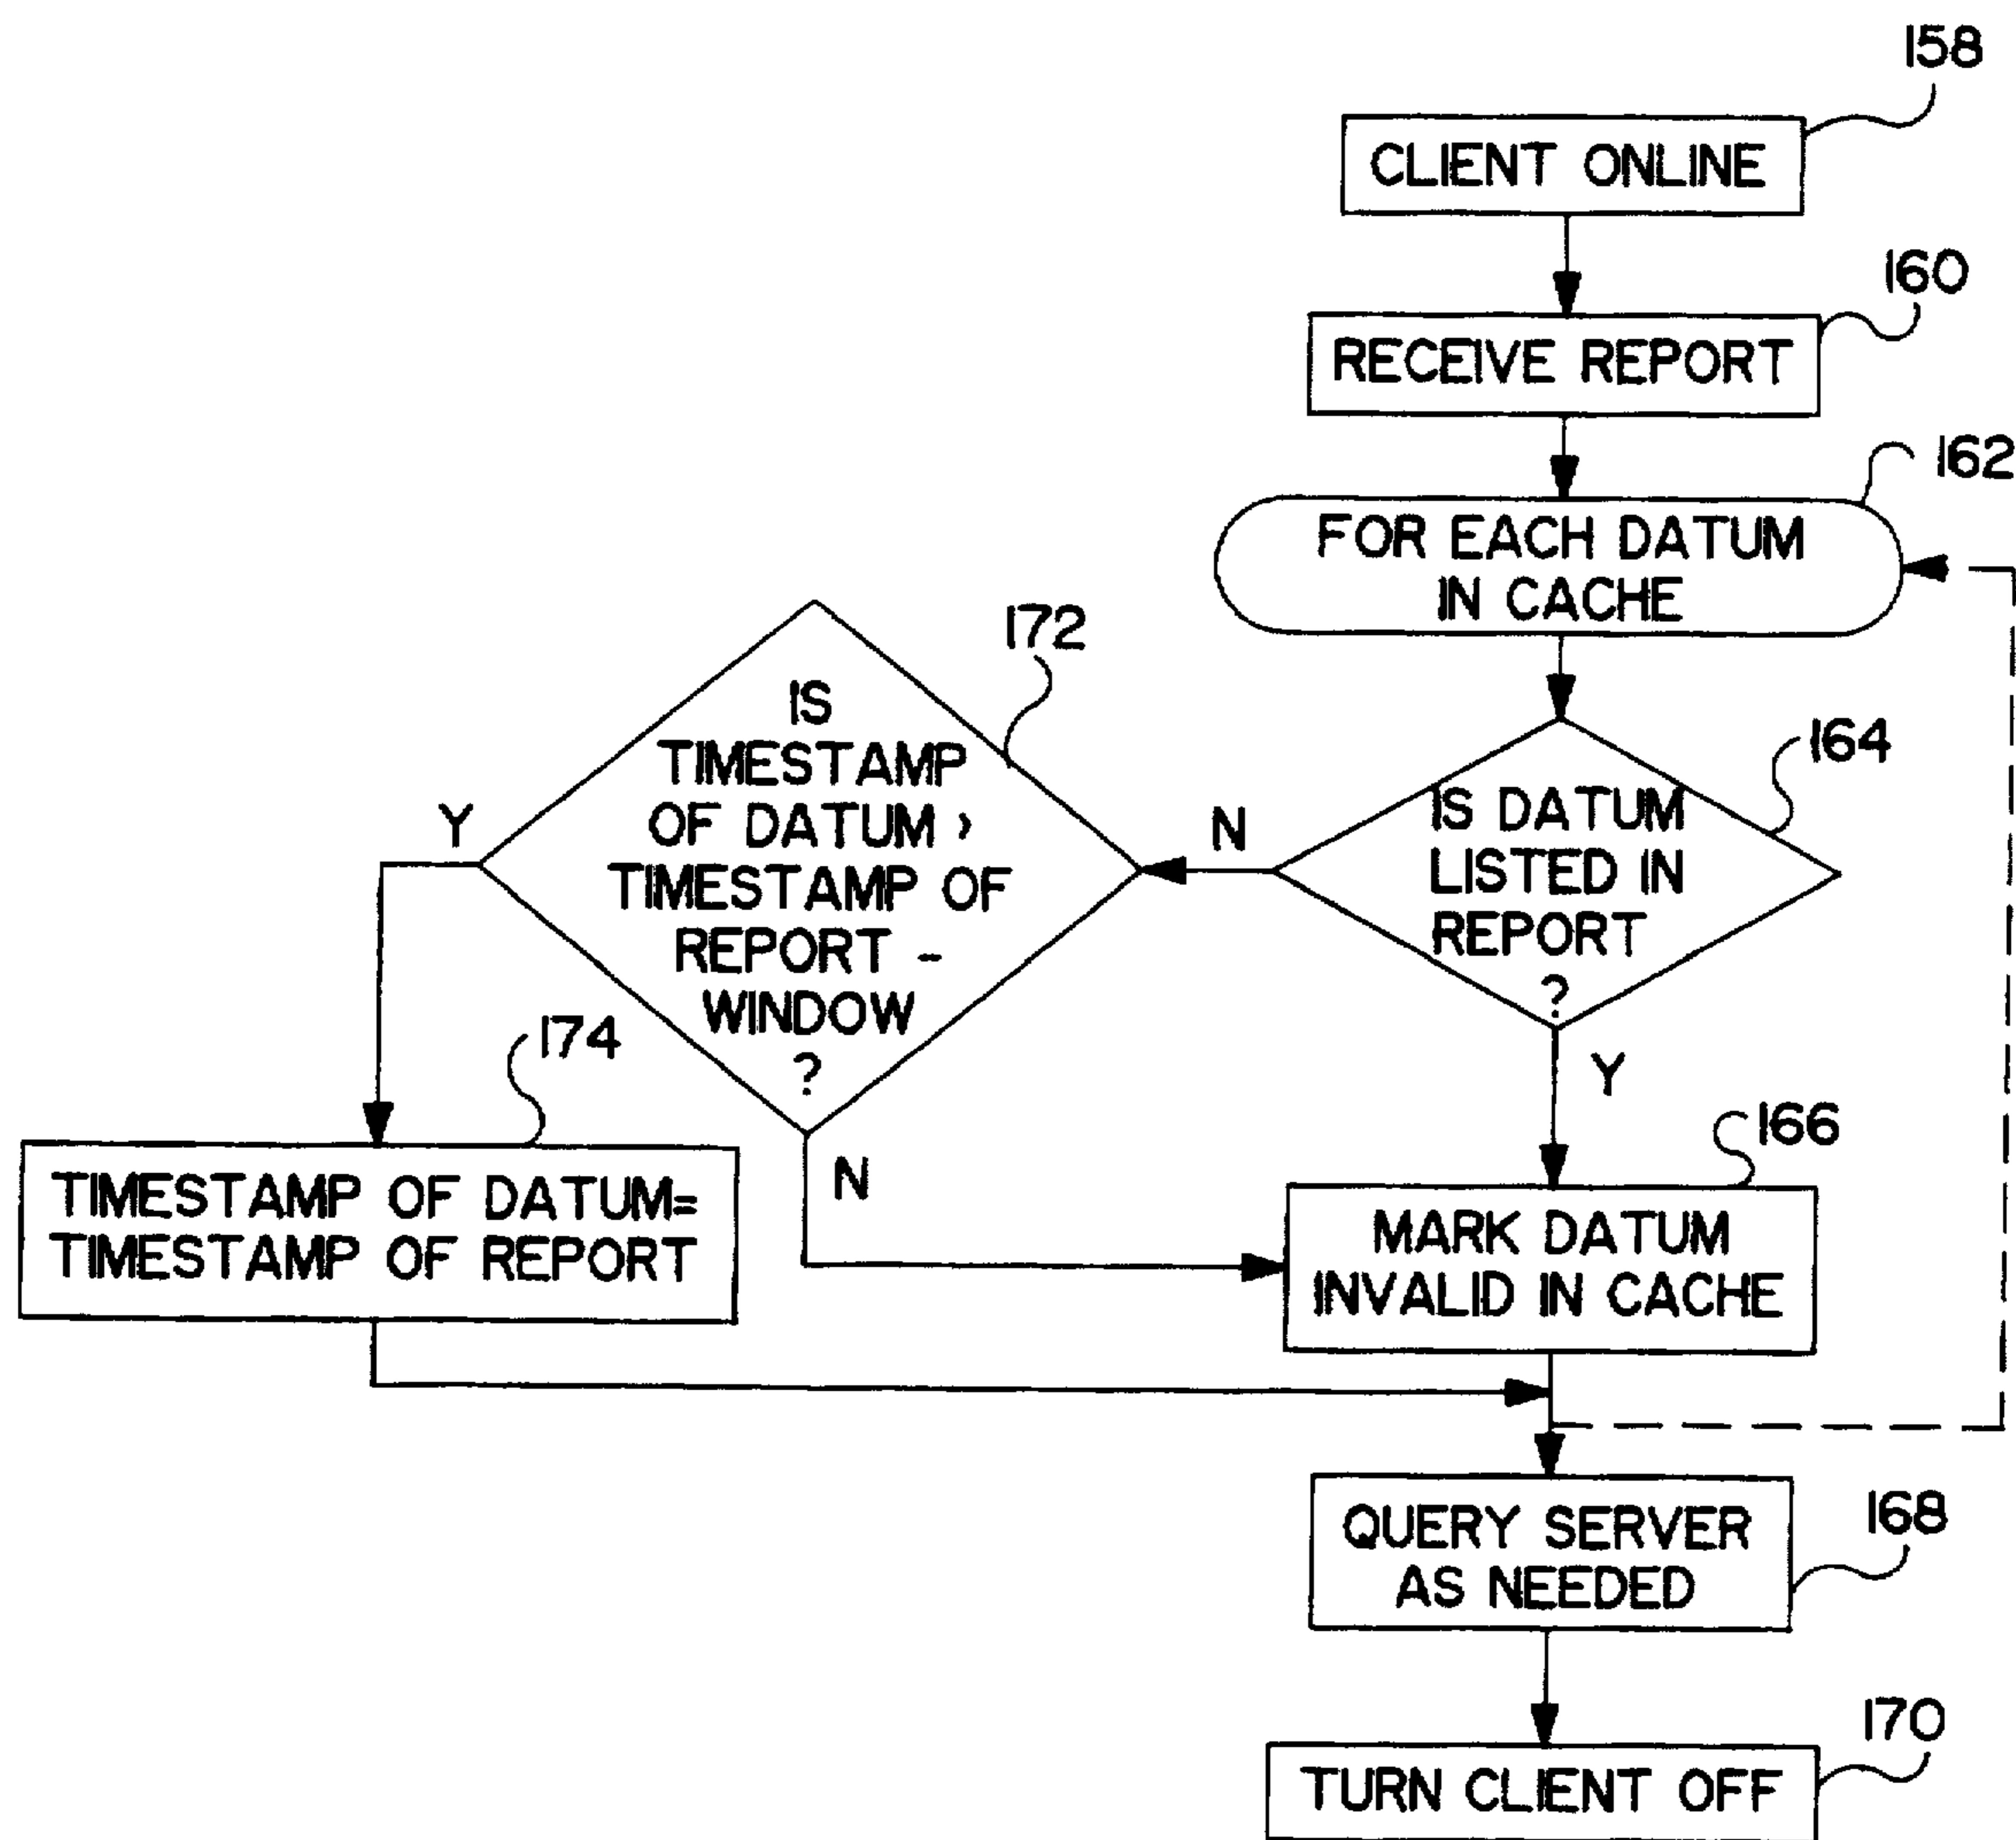 158
CLIENT ONLINE
160
RECEIVE REPORT
162
FOR EACH DATUM
IN CACHE
164
IS DATUM
LISTED IN
REPORT
?
N
Y
172
IS
TIMESTAMP
OF DATUM >
TIMESTAMP OF
REPORT -
WINDOW
?
Y
N
174
TIMESTAMP OF DATUM=
TIMESTAMP OF REPORT
166
MARK DATUM
INVALID IN CACHE
168
QUERY SERVER
AS NEEDED
170
TURN CLIENT OFF